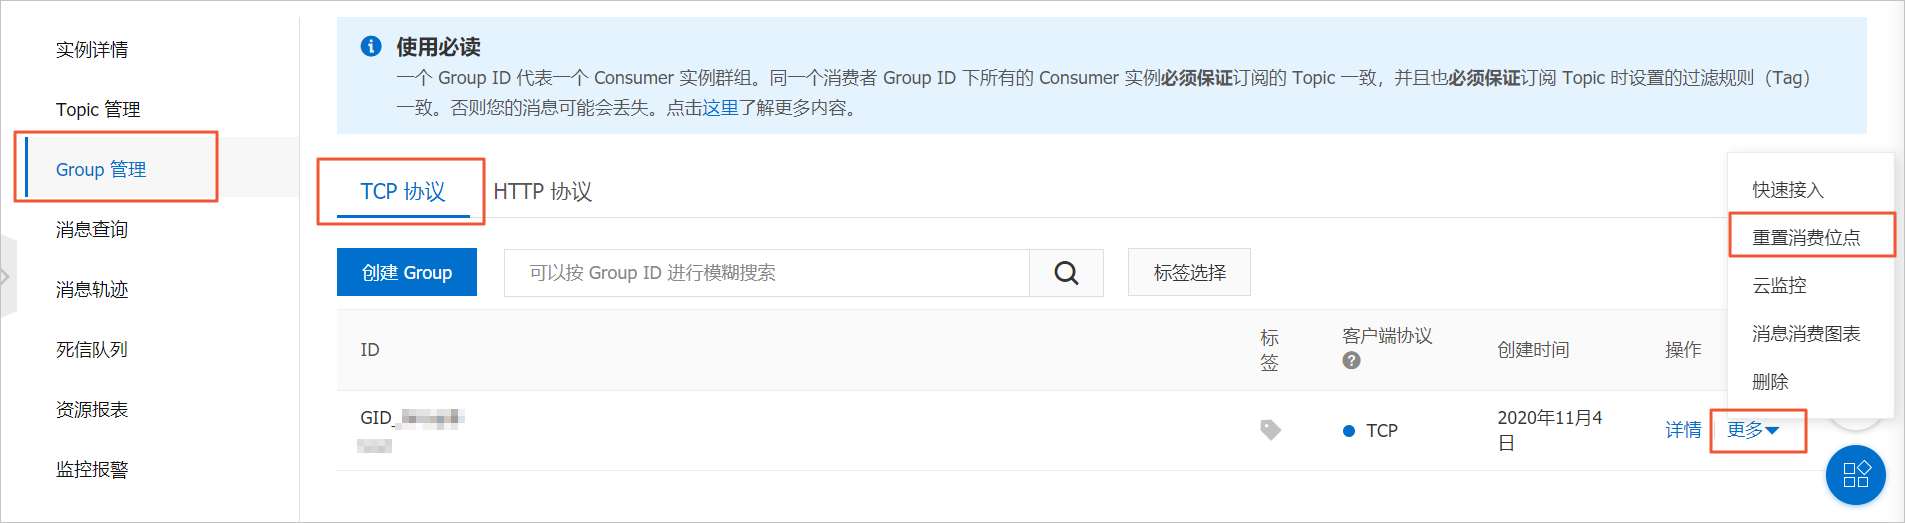 实例详情
Topic 管理
Group 管理
消息查询
消息轨迹
死信队列
资源报表
监控报警
使用必读
一个 Group ID 代表一个 Consumer 实例群组。同一个消费者 Group ID 下所有的 Consumer 实例必须保证订阅的 Topic 一致，并且也必须保证订阅 Topic 时设置的过滤规则（Tag）
一致。否则您的消息可能会丢失。点击这里了解更多内容。
TCP 协议
HTTP 协议
创建 Group
可以按 Group ID 进行模糊搜索
标签选择
ID
标
签
客户端协议
创建时间
操作
GID_
TCP
2020年11月4
日
详情
更多
快速接入
重置消费位点
云监控
消息消费图表
删除